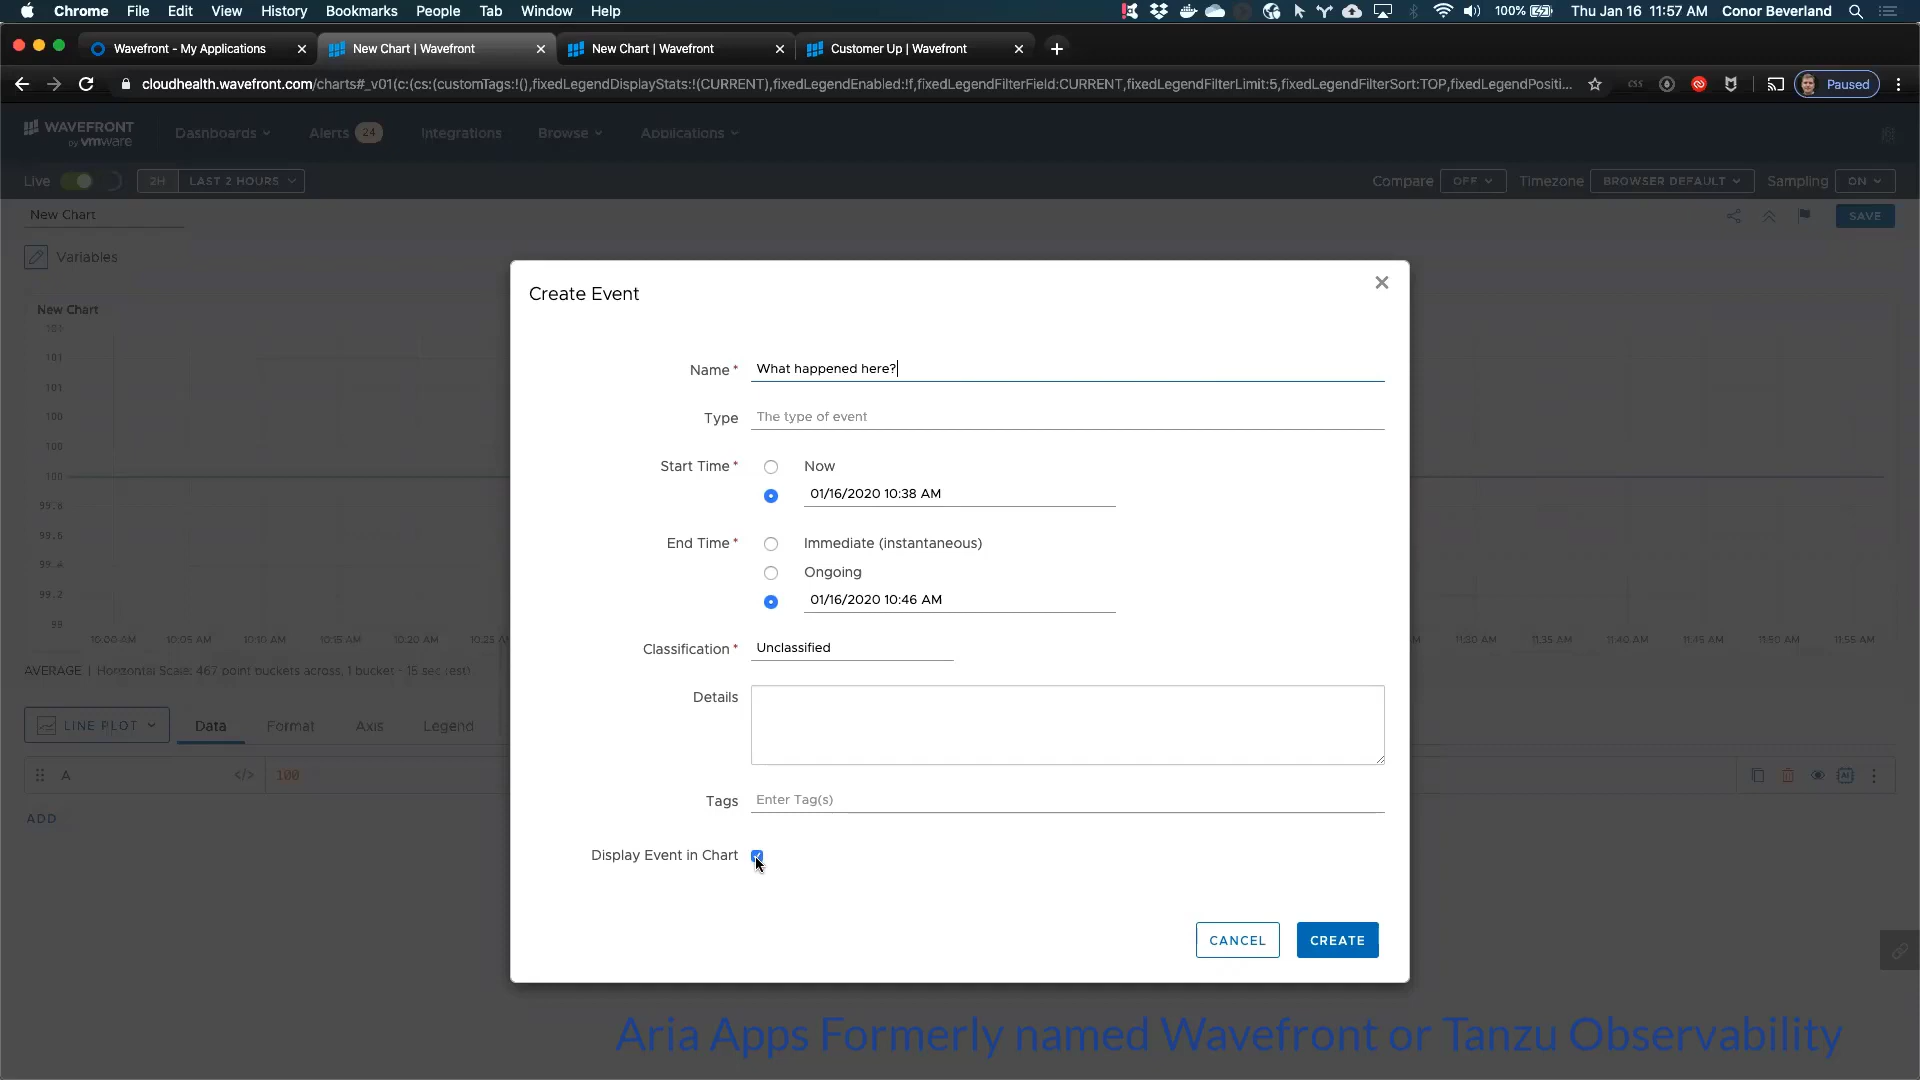 Chrome File Edit View History Bookmarks People Tab Window Help 100% Thu Jan 16 11:57 AM Conor Beverland
Wavefront - My Applications New Chart | Wavefront New Chart | Wavefront Customer Up | Wavefront
cloudhealth.wavefront.com/charts#_v01(c:(cs:(customTags:!(),fixedLegendDisplayStats:!(CURRENT),fixedLegendEnabled:!f,fixedLegendFilterField:CURRENT,fixedLegendFilterLimit:5,fixedLegendFilterSort:TOP,fixedLegendPositi... css Paused
WAVEFRONT Dashboards Alerts 24 Integrations Browse Applications
by vmware
Live 2H LAST 2 HOURS Compare OFF Timezone BROWSER DEFAULT Sampling ON
New Chart SAVE
Variables
Create Event
New Chart
101
101
101
100
100
100
99.8
99.6
99.4
99.2
99
10:00 AM 10:05 AM 10:10 AM 10:15 AM 10:20 AM 10:25 A M 11:30 AM 11:35 AM 11:40 AM 11:45 AM 11:50 AM 11:55 AM
AVERAGE | Horizontal Scale: 467 point buckets across, 1 bucket ~ 15 sec (est)
Name * What happened here?
Type The type of event
Start Time * Now
01/16/2020 10:38 AM
End Time * Immediate (instantaneous)
Ongoing
01/16/2020 10:46 AM
Classification * Unclassified
Details
Tags Enter Tag(s)
Display Event in Chart
CANCEL CREATE
LINE PLOT Data Format Axis Legend
A </> 100 AI
ADD
Aria Apps Formerly named Wavefront or Tanzu Observability